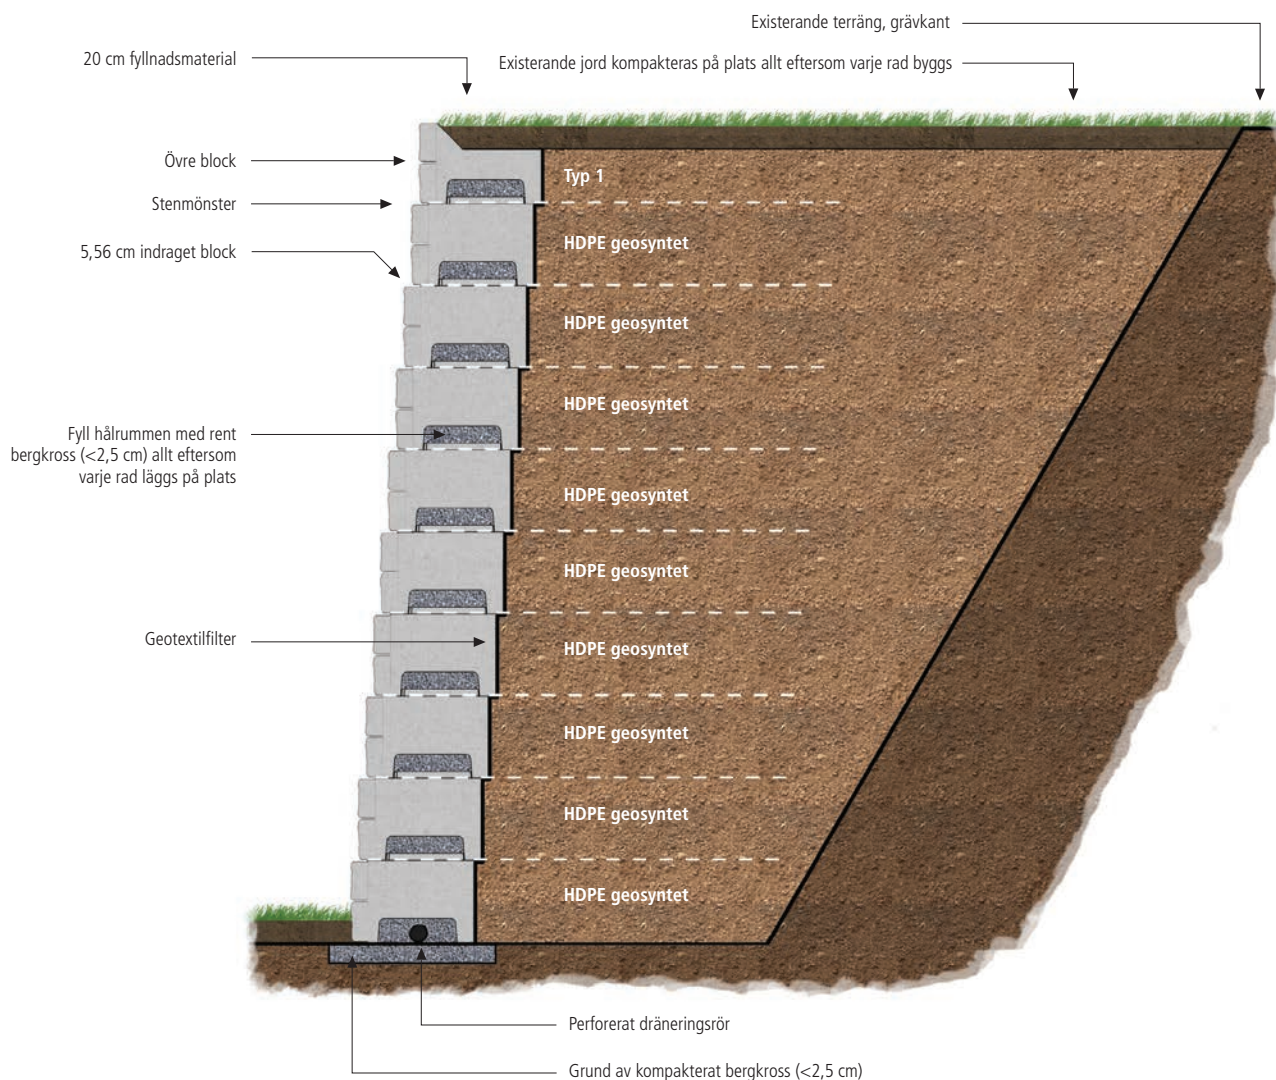 Existerande terräng, grävkant
20 cm fyllnadsmaterial
Existerande jord kompakteras på plats allt eftersom varje rad byggs
Övre block
Typ 1
Stenmönster
HDPE geosyntet
5,56 cm indraget block
HDPE geosyntet
HDPE geosyntet
Fyll hålrummen med rent
bergkross (<2,5 cm) allt eftersom
varje rad läggs på plats
HDPE geosyntet
HDPE geosyntet
Geotextilfilter
HDPE geosyntet
HDPE geosyntet
HDPE geosyntet
HDPE geosyntet
Perforerat dräneringsrör
Grund av kompakterat bergkross (<2,5 cm)